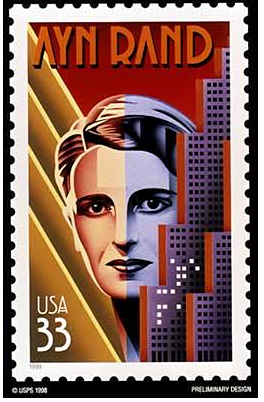 AYN RAND
USA
33
1999
© USPS 1998
PRELIMINARY DESIGN